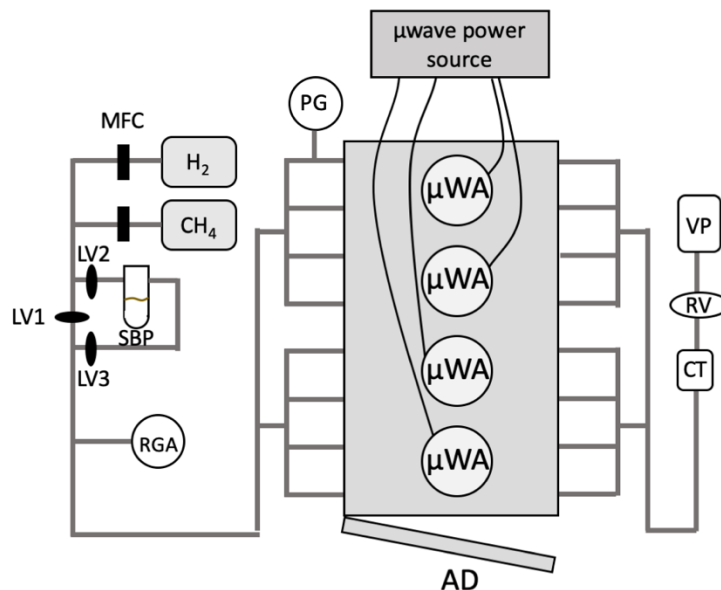 µwave power
source
PG
MFC
H₂
CH₄
LV2
LV1
SBP
LV3
RGA
µWA
µWA
µWA
µWA
VP
RV
CT
AD